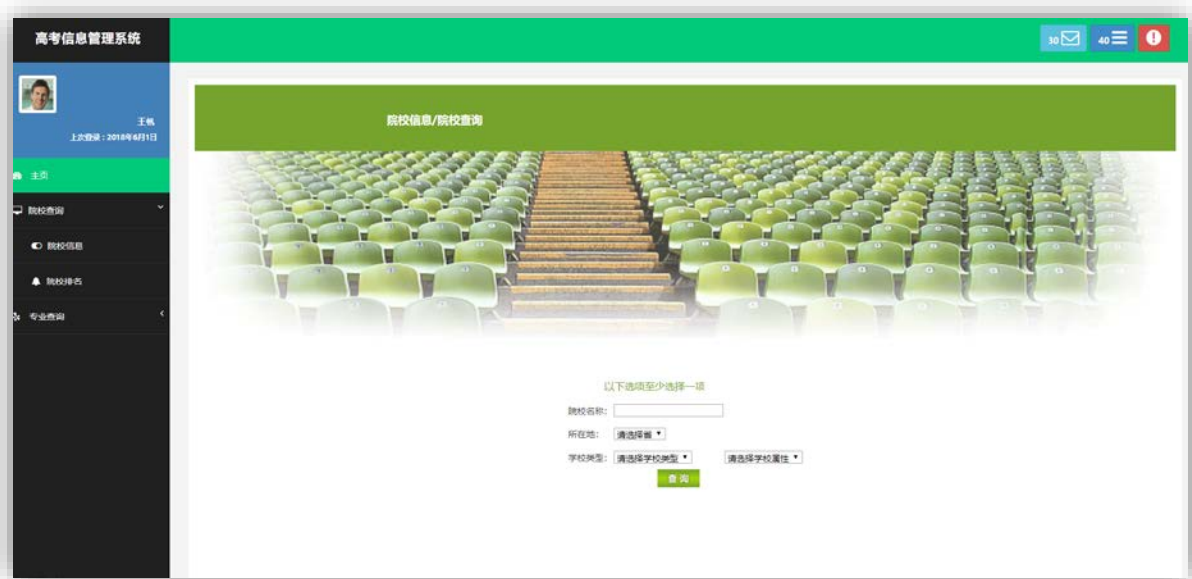 高考信息管理系统
30
40
王帆
上次登录 : 2018年6月1日
主页
院校查询
院校信息
院校排名
专业查询
院校信息/院校查询
以下选项至少选择一项
院校名称:
所在地: 请选择省
学校类型: 请选择学校类型 请选择学校属性
查 询